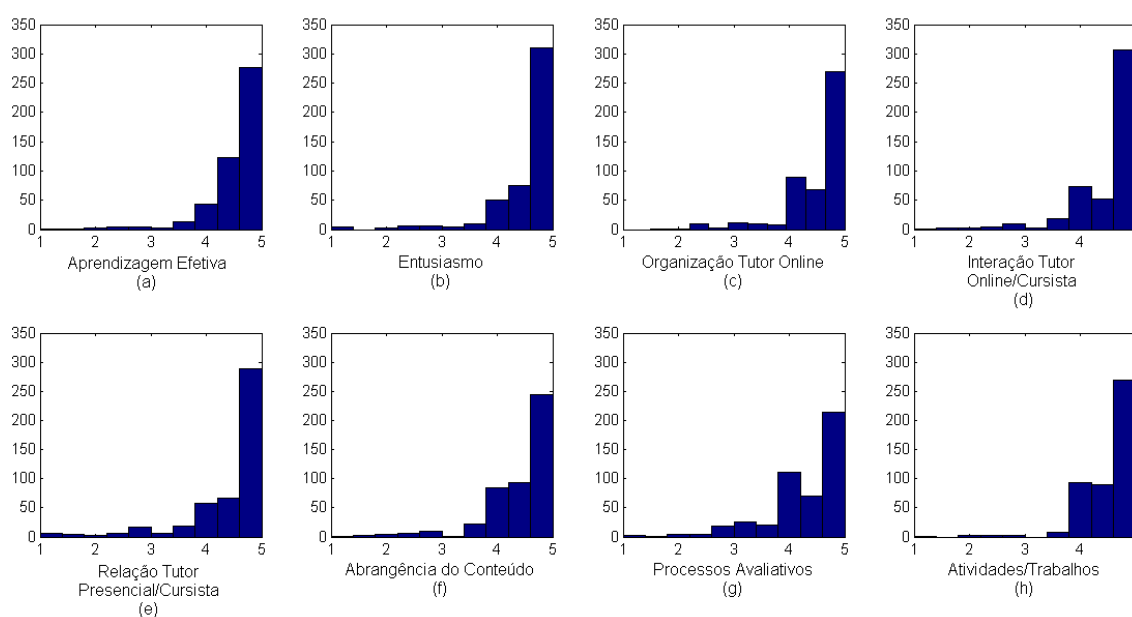 350
300
250
200
150
100
50
0
1 2 3 4 5
Aprendizagem Efetiva
(a)
350
300
250
200
150
100
50
0
1 2 3 4 5
Entusiasmo
(b)
350
300
250
200
150
100
50
0
1 2 3 4 5
Organização Tutor Online
(c)
350
300
250
200
150
100
50
0
1 2 3 4
Interação Tutor
Online/Cursista
(d)
350
300
250
200
150
100
50
0
1 2 3 4 5
Relação Tutor
Presencial/Cursista
(e)
350
300
250
200
150
100
50
0
1 2 3 4 5
Abrangência do Conteúdo
(f)
350
300
250
200
150
100
50
0
1 2 3 4 5
Processos Avaliativos
(g)
350
300
250
200
150
100
50
0
1 2 3 4
Atividades/Trabalhos
(h)